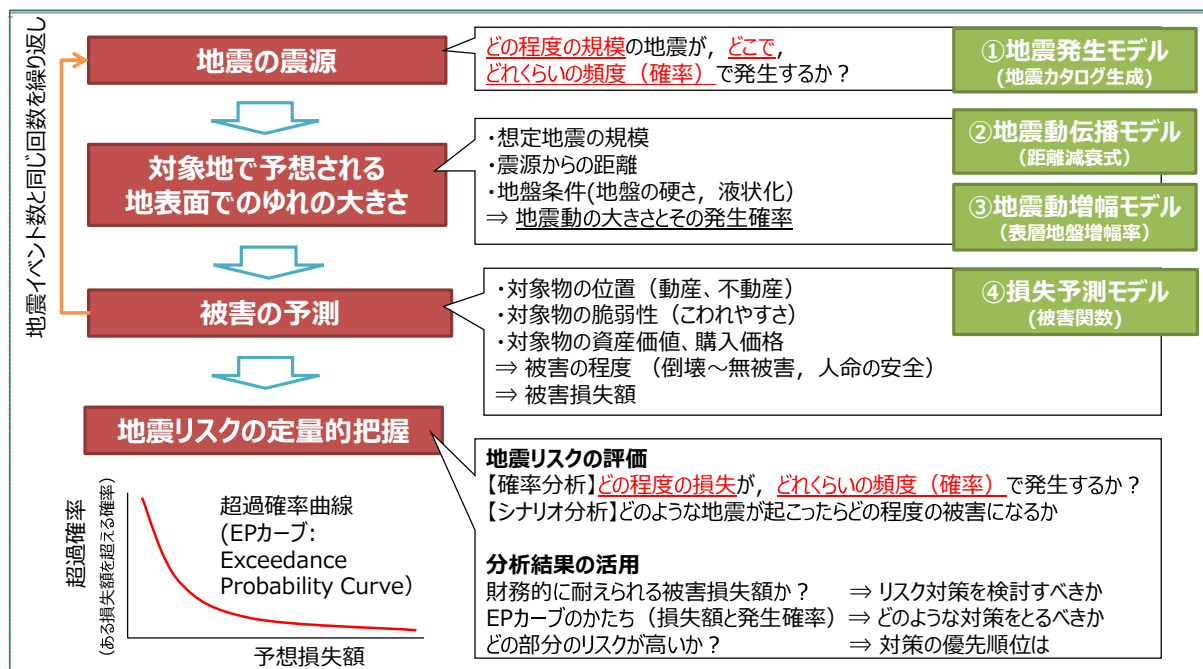 地震イベント数と同じ回数を繰り返し
地震の震源
どの程度の規模の地震が，どこで，
どれくらいの頻度（確率）で発生するか？
①地震発生モデル
(地震カタログ生成)
対象地で予想される
地表面でのゆれの大きさ
・想定地震の規模
・震源からの距離
・地盤条件(地盤の硬さ，液状化）
⇒ 地震動の大きさとその発生確率
②地震動伝播モデル
(距離減衰式)
③地震動増幅モデル
(表層地盤増幅率)
被害の予測
・対象物の位置（動産、不動産）
・対象物の脆弱性（こわれやすさ）
・対象物の資産価値、購入価格
⇒ 被害の程度 （倒壊～無被害，人命の安全）
⇒ 被害損失額
④損失予測モデル
(被害関数)
地震リスクの定量的把握
地震リスクの評価
【確率分析】どの程度の損失が，どれくらいの頻度（確率）で発生するか？
【シナリオ分析】どのような地震が起こったらどの程度の被害になるか
分析結果の活用
財務的に耐えられる被害損失額か？ ⇒ リスク対策を検討すべきか
EPカーブのかたち（損失額と発生確率） ⇒ どのような対策をとるべきか
どの部分のリスクが高いか？ ⇒ 対策の優先順位は
超過確率
(ある損失額を超える確率)
超過確率曲線
(EPカーブ:
Exceedance
Probability Curve）
予想損失額